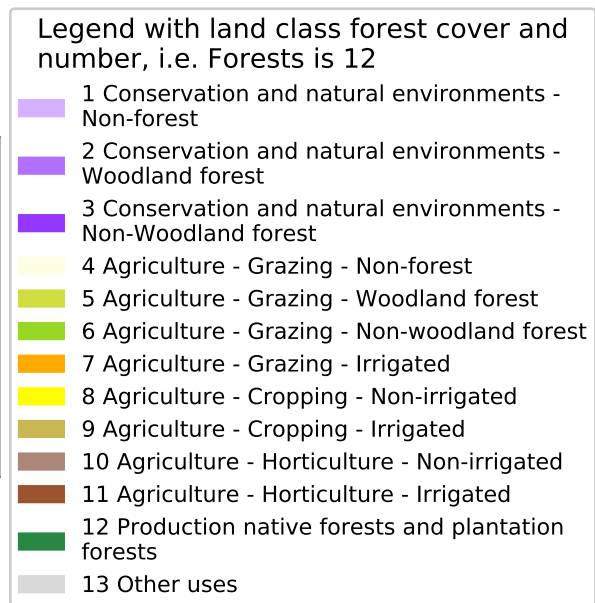 Legend with land class forest cover and
number, i.e. Forests is 12
1 Conservation and natural environments -
Non-forest
2 Conservation and natural environments -
Woodland forest
3 Conservation and natural environments -
Non-Woodland forest
4 Agriculture - Grazing - Non-forest
5 Agriculture - Grazing - Woodland forest
6 Agriculture - Grazing - Non-woodland forest
7 Agriculture - Grazing - Irrigated
8 Agriculture - Cropping - Non-irrigated
9 Agriculture - Cropping - Irrigated
10 Agriculture - Horticulture - Non-irrigated
11 Agriculture - Horticulture - Irrigated
12 Production native forests and plantation
forests
13 Other uses